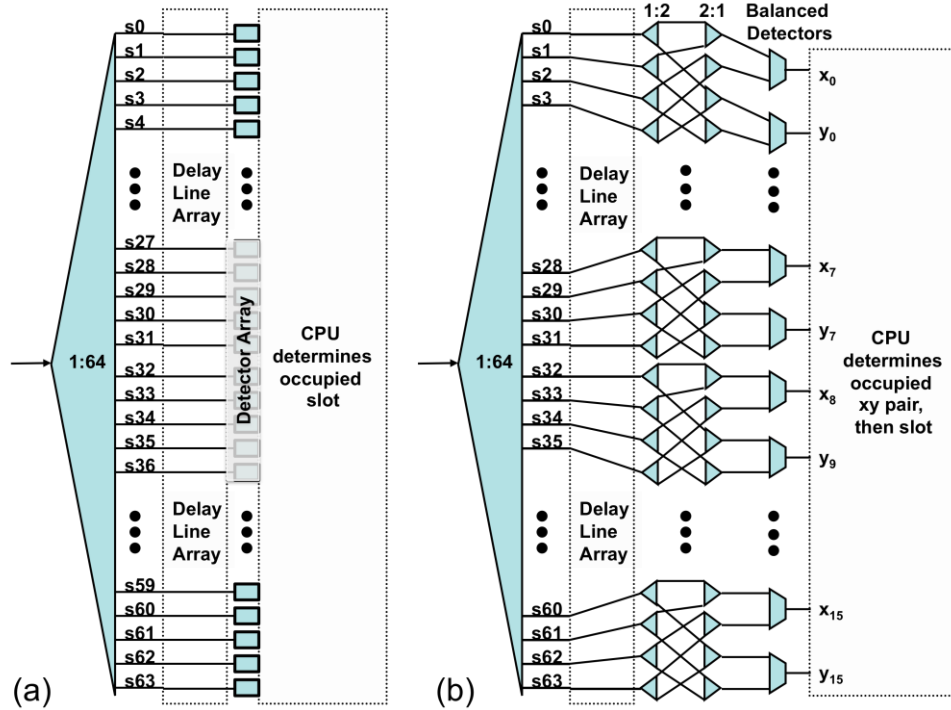 s0
s1
s2
s3
s4
Delay
Line
Array
s27
s28
s29
s30
s31
1:64
s32
s33
s34
s35
s36
Detector Array
CPU
determines
occupied
slot
Delay
Line
Array
s59
s60
s61
s62
s63
(a)
1:2
2:1
Balanced
Detectors
s0
s1
s2
s3
x0
y0
Delay
Line
Array
s28
s29
s30
s31
1:64
s32
s33
s34
s35
x7
y7
x8
y9
CPU
determines
occupied
xy pair,
then slot
Delay
Line
Array
s60
s61
s62
s63
x15
y15
(b)